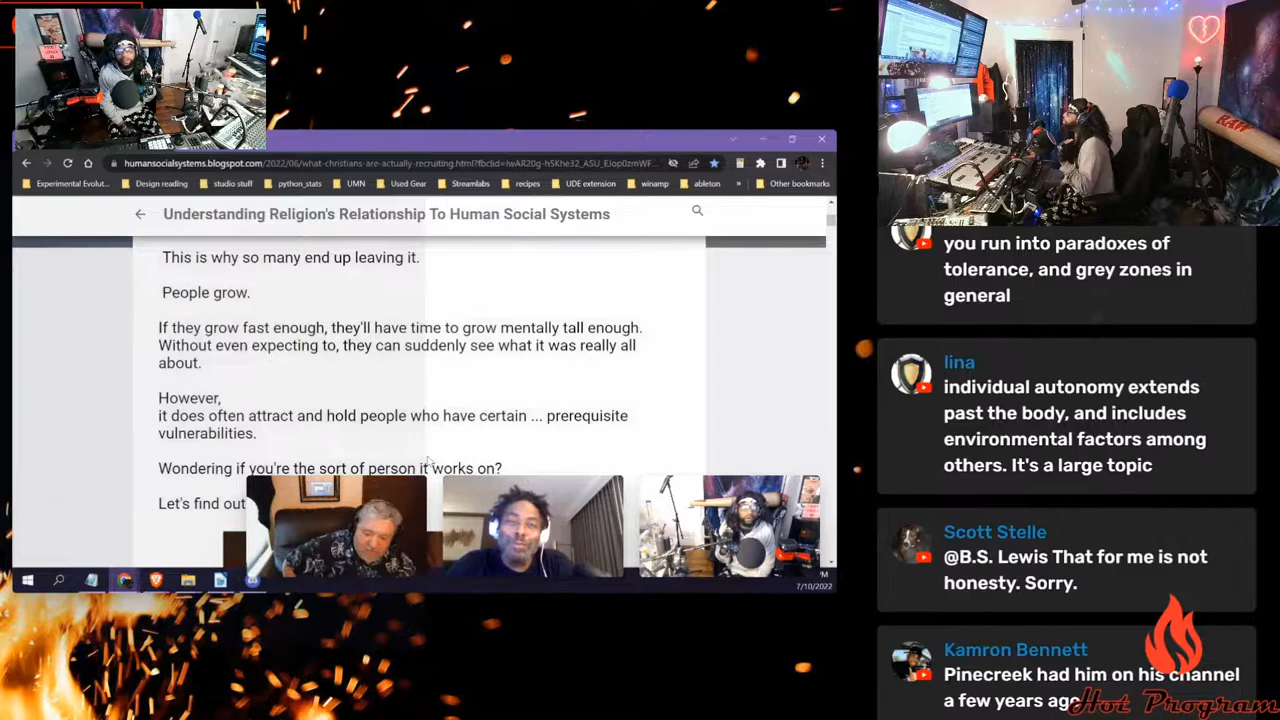 humansocialsystems.blogspot.com/2022/06/what-christians-are-actually-recruiting.html?fbclid=IwAR20g-h5Khe32_ASU_EJop0zmWF...
Experimental Evolut...
Design reading
studio stuff
python_stats
UMN
Used Gear
Streamlabs
recipes
UDE extension
winamp
ableton
»
Other bookmarks
Understanding Religion's Relationship To Human Social Systems
This is why so many end up leaving it.
People grow.
If they grow fast enough, they'll have time to grow mentally tall enough.
Without even expecting to, they can suddenly see what it was really all
about.
However,
it does often attract and hold people who have certain ... prerequisite
vulnerabilities.
Wondering if you're the sort of person it works on?
Let's find out
7/10/2022
RAW
you run into paradoxes of
tolerance, and grey zones in
general
lina
individual autonomy extends
past the body, and includes
environmental factors among
others. It's a large topic
Scott Stelle
@B.S. Lewis That for me is not
honesty. Sorry.
Kamron Bennett
Pinecreek had him on his channel
a few years ago
Hot Program